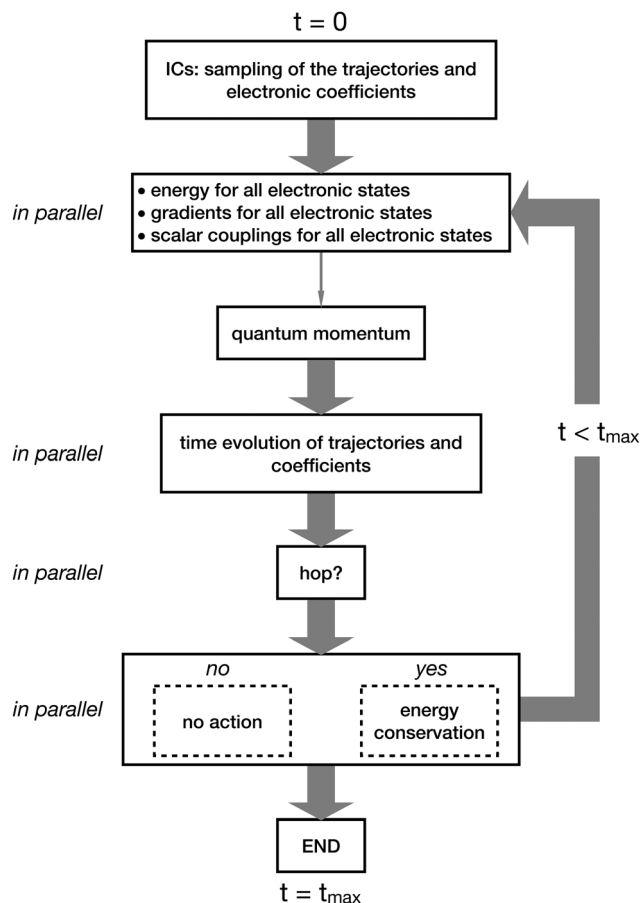 t = 0
ICs: sampling of the trajectories and
electronic coefficients
in parallel
• energy for all electronic states
• gradients for all electronic states
• scalar couplings for all electronic states
quantum momentum
t < tmax
in parallel
time evolution of trajectories and
coefficients
in parallel
hop?
no
yes
in parallel
no action
energy
conservation
END
t = tmax